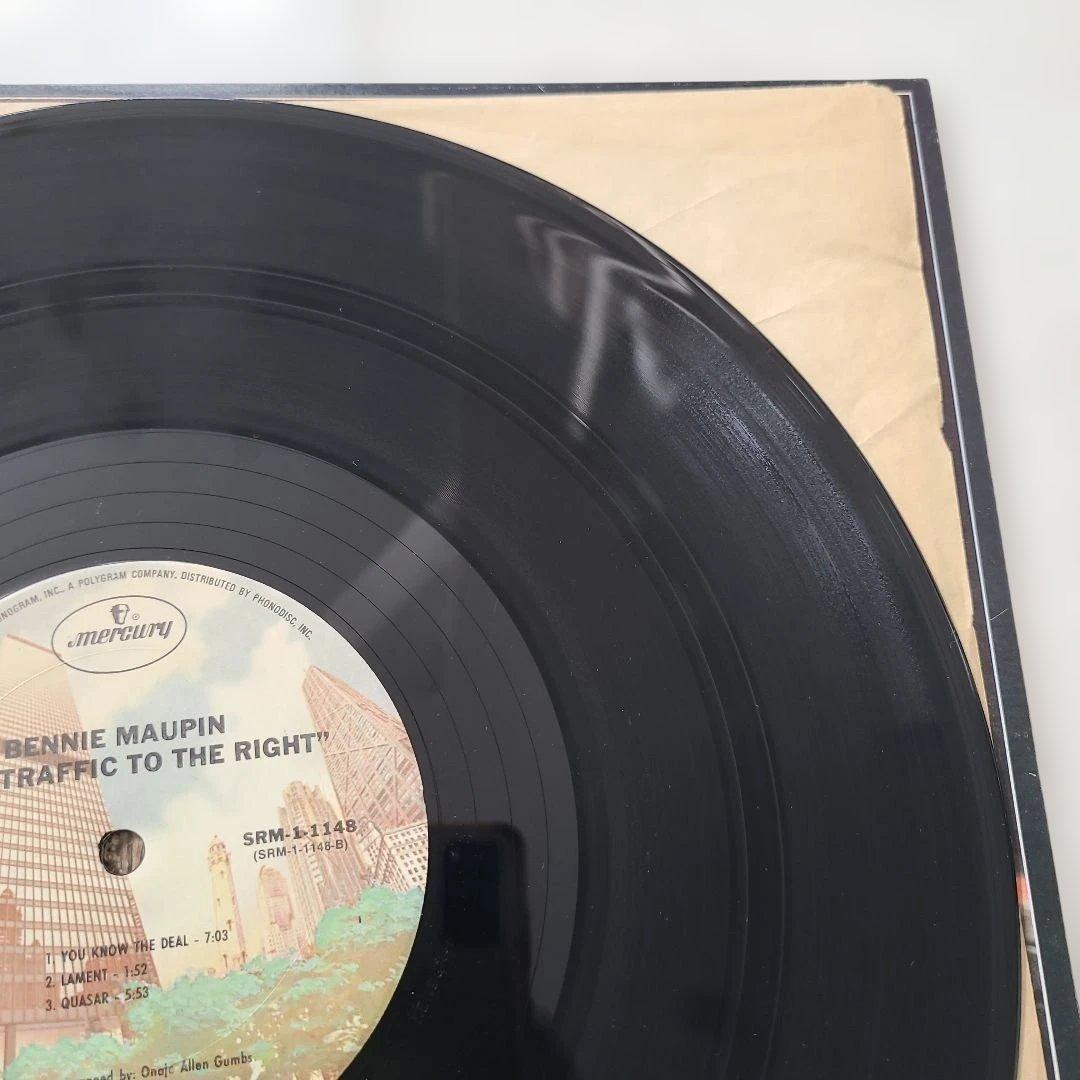 NOGRAM, INC., A POLYGRAM COMPANY. DISTRIBUTED BY PHONODISC, INC.
mercury
BENNIE MAUPIN
TRAFFIC TO THE RIGHT”
SRM-1-1148
(SRM-1-1148-B)
1. YOU KNOW THE DEAL - 7:03
2. LAMENT - 1:52
3. QUASAR - 5:53
by: Onaje Allen Gumbs